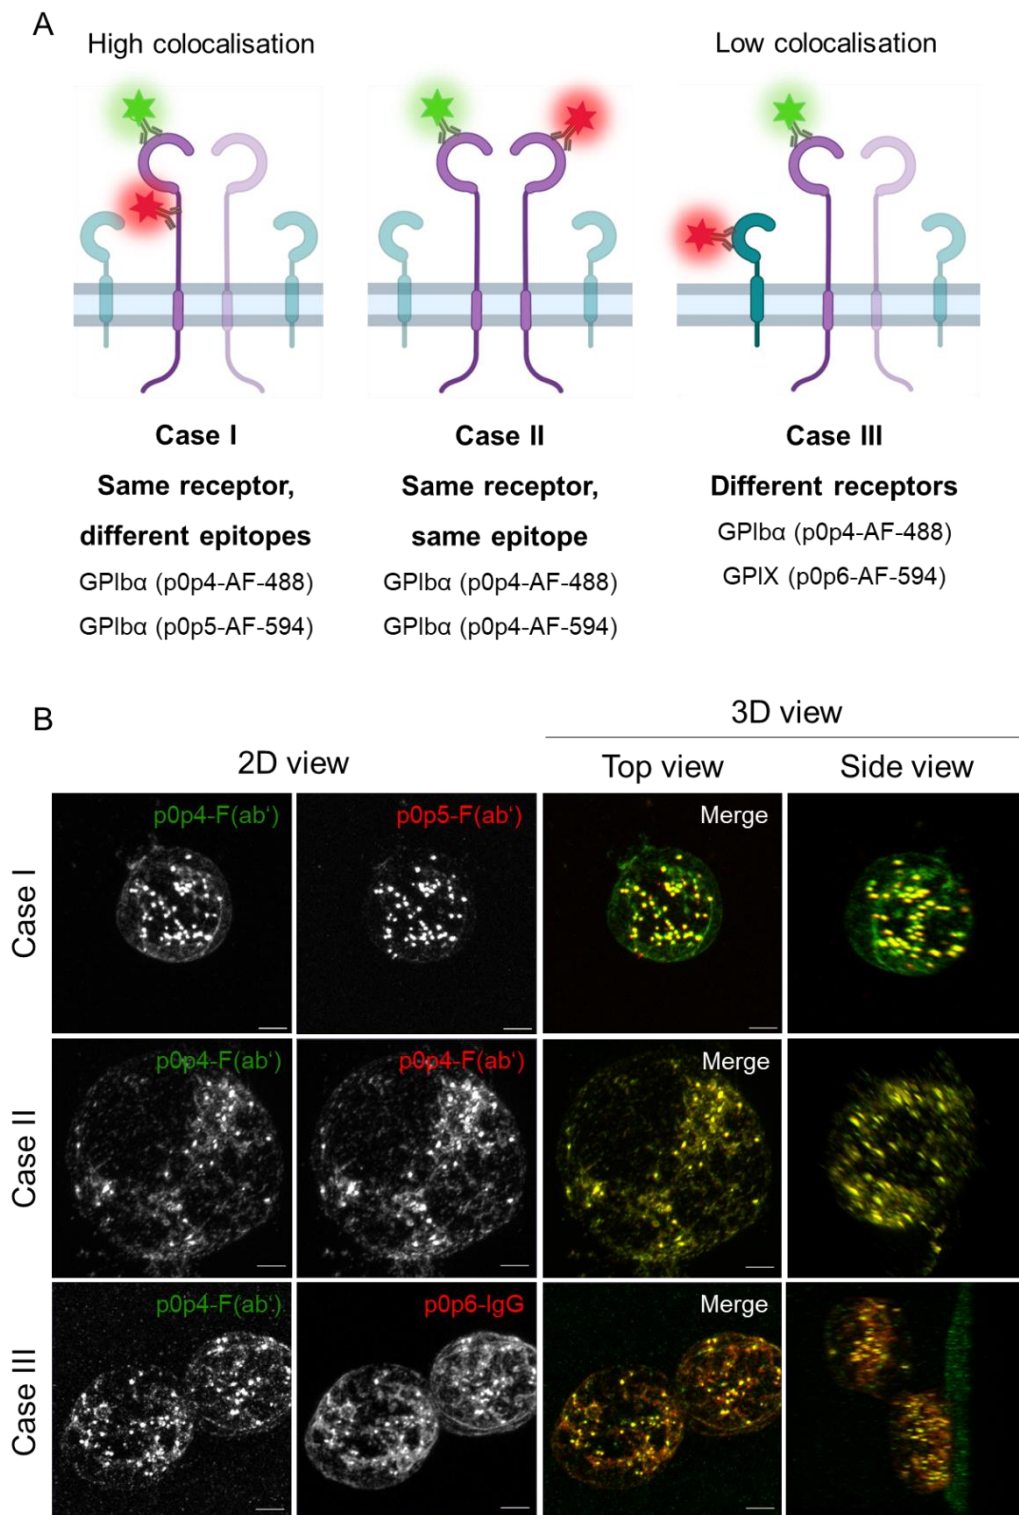 A
High colocalisation
Low colocalisation
Case I
Same receptor,
different epitopes
GPIbα (p0p4-AF-488)
GPIbα (p0p5-AF-594)
Case II
Same receptor,
same epitope
GPIbα (p0p4-AF-488)
GPIbα (p0p4-AF-594)
Case III
Different receptors
GPIbα (p0p4-AF-488)
GPIX (p0p6-AF-594)
B
3D view
2D view
Top view
Side view
Case I
p0p4-F(ab‘)
p0p5-F(ab‘)
Merge
Case II
p0p4-F(ab‘)
p0p4-F(ab‘)
Merge
Case III
p0p4-F(ab‘)
p0p6-IgG
Merge